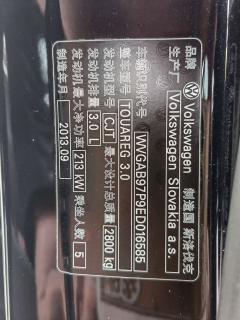 品牌 Volkswagen 制造国 斯洛伐克
生产厂 Volkswagen Slovakia a.s.
车辆识别代号 WVGAB97P9ED016585
整车型号 TOUAREG 3.0
发动机型号 CJT 最大设计总质量 2800 kg
发动机排量 3.0 L
发动机最大净功率 213 kW 乘坐人数 5
制造年月 2013.09